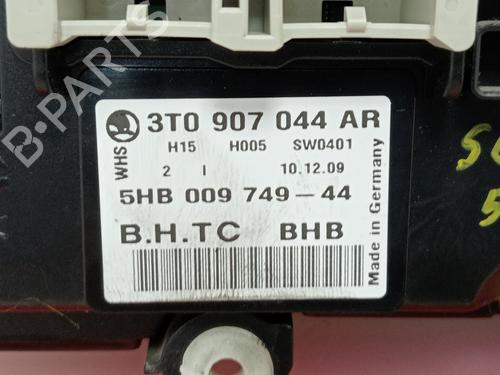 3T0 907 044 AR
WHS
H15 H005 SW0401
2 I 10.12.09
5HB 009 749-44
B.H.TC BHB
Made in Germany
B-PARTS